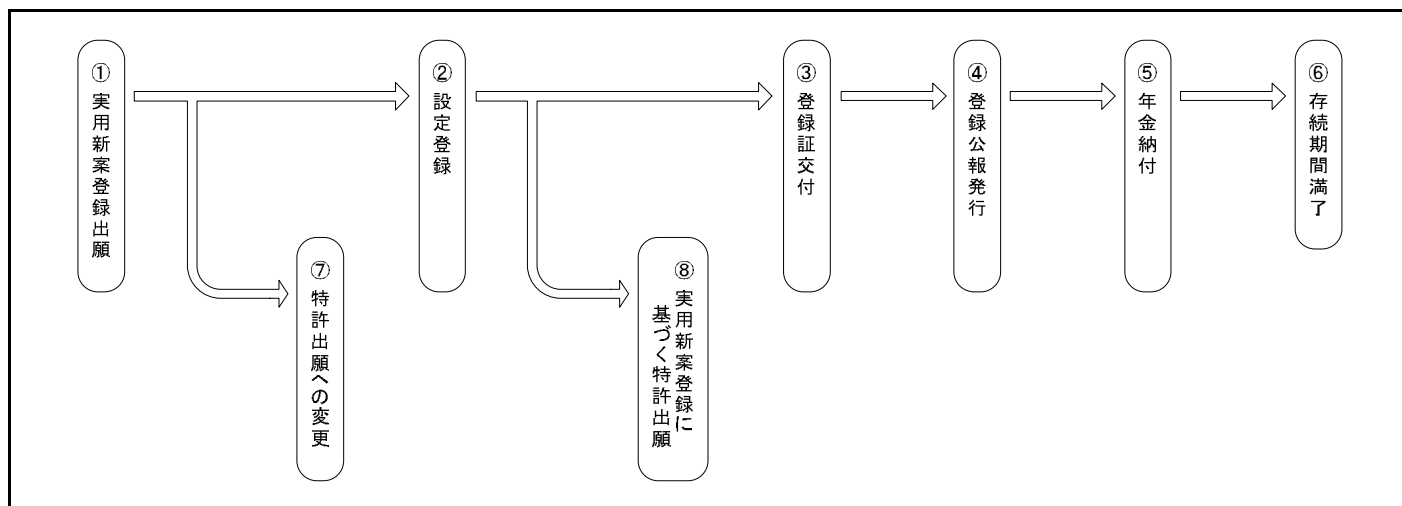 ①実用新案登録出願
②設定登録
③登録証交付
④登録公報発行
⑤年金納付
⑥存続期間満了
⑦特許出願への変更
⑧実用新案登録に
基づく特許出願